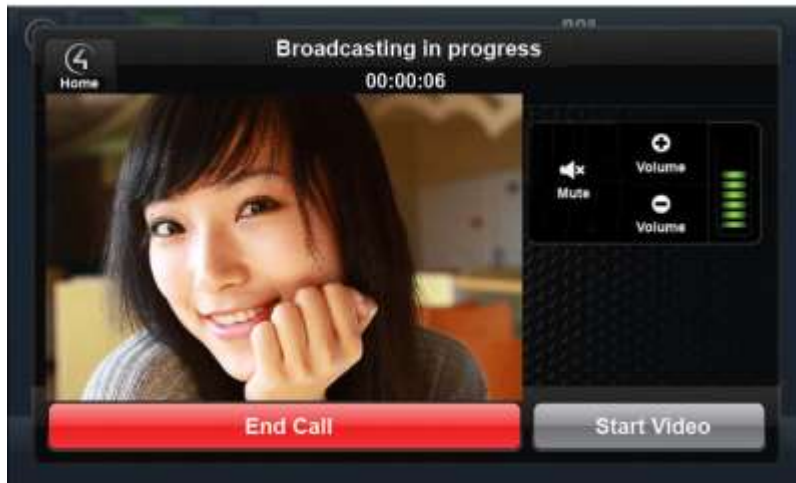 Broadcasting in progress
00:00:06
Home
Mute
Volume
Volume
End Call
Start Video